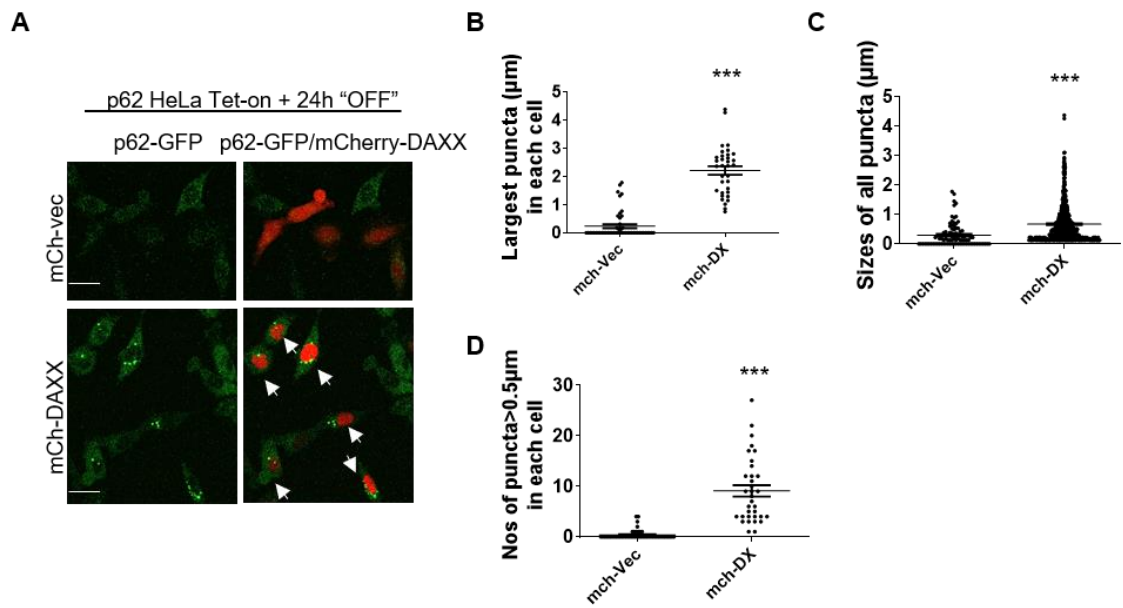 A
p62 HeLa Tet-on + 24h “OFF”
p62-GFP p62-GFP/mCherry-DAXX
mCh-vec
mCh-DAXX
B
Largest puncta (µm)
in each cell
5
4
3
2
1
0
***
mch-Vec
mch-DX
C
Sizes of all puncta (µm)
5
4
3
2
1
0
***
mch-Vec
mch-DX
D
Nos of puncta>0.5µm
in each cell
30
20
10
0
***
mch-Vec
mch-DX